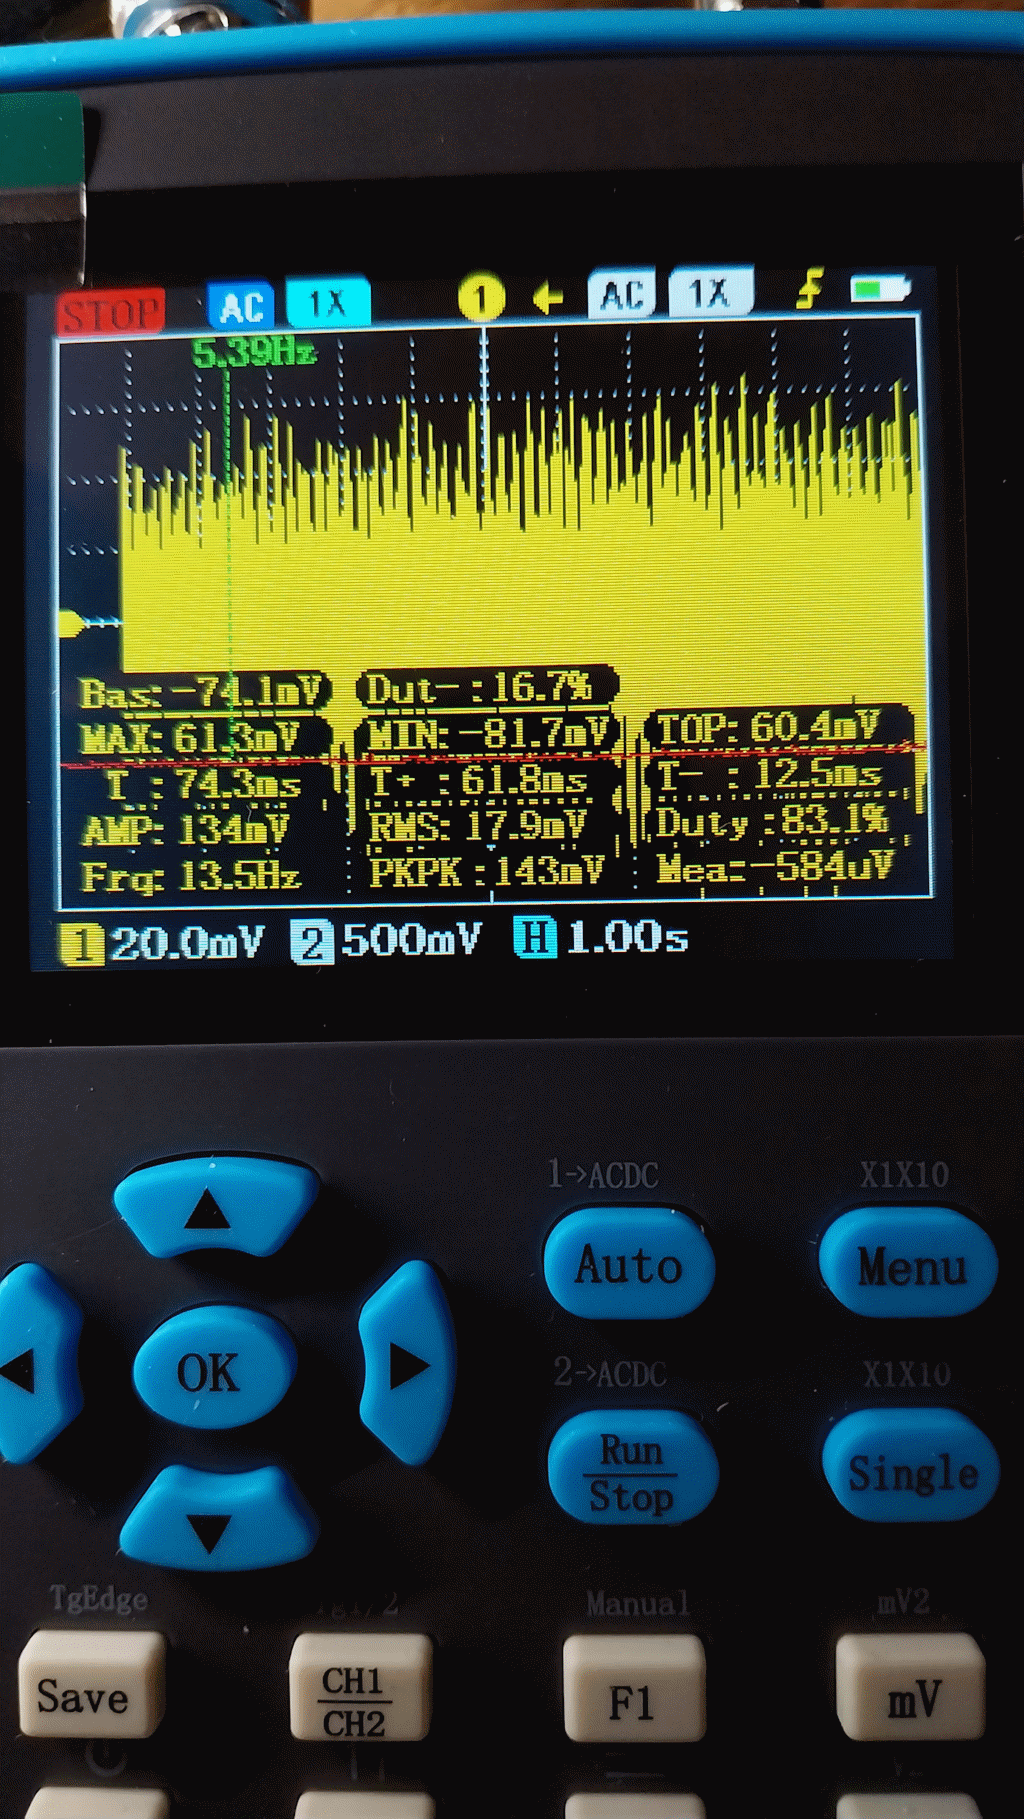 STOP AC 1X 1 AC 1X
5.39Hz
Bas:-74.1mV Dut-:16.7%
MAX: 61.3mV MIN:-81.7mV TOP: 60.4mV
T : 74.3ms T+ : 61.8ms T- : 12.5ms
AMP: 134mV RMS: 17.9mV Duty :83.1%
Frq: 13.5Hz PKPK :143mV Mea:-584uV
1 20.0mV 2 500mV H 1.00s
1->ACDC X1X10
Auto Menu
OK
2->ACDC X1X10
Run
Stop
Single
TgEdge Manual mV2
Save CH1
CH2 F1 mV